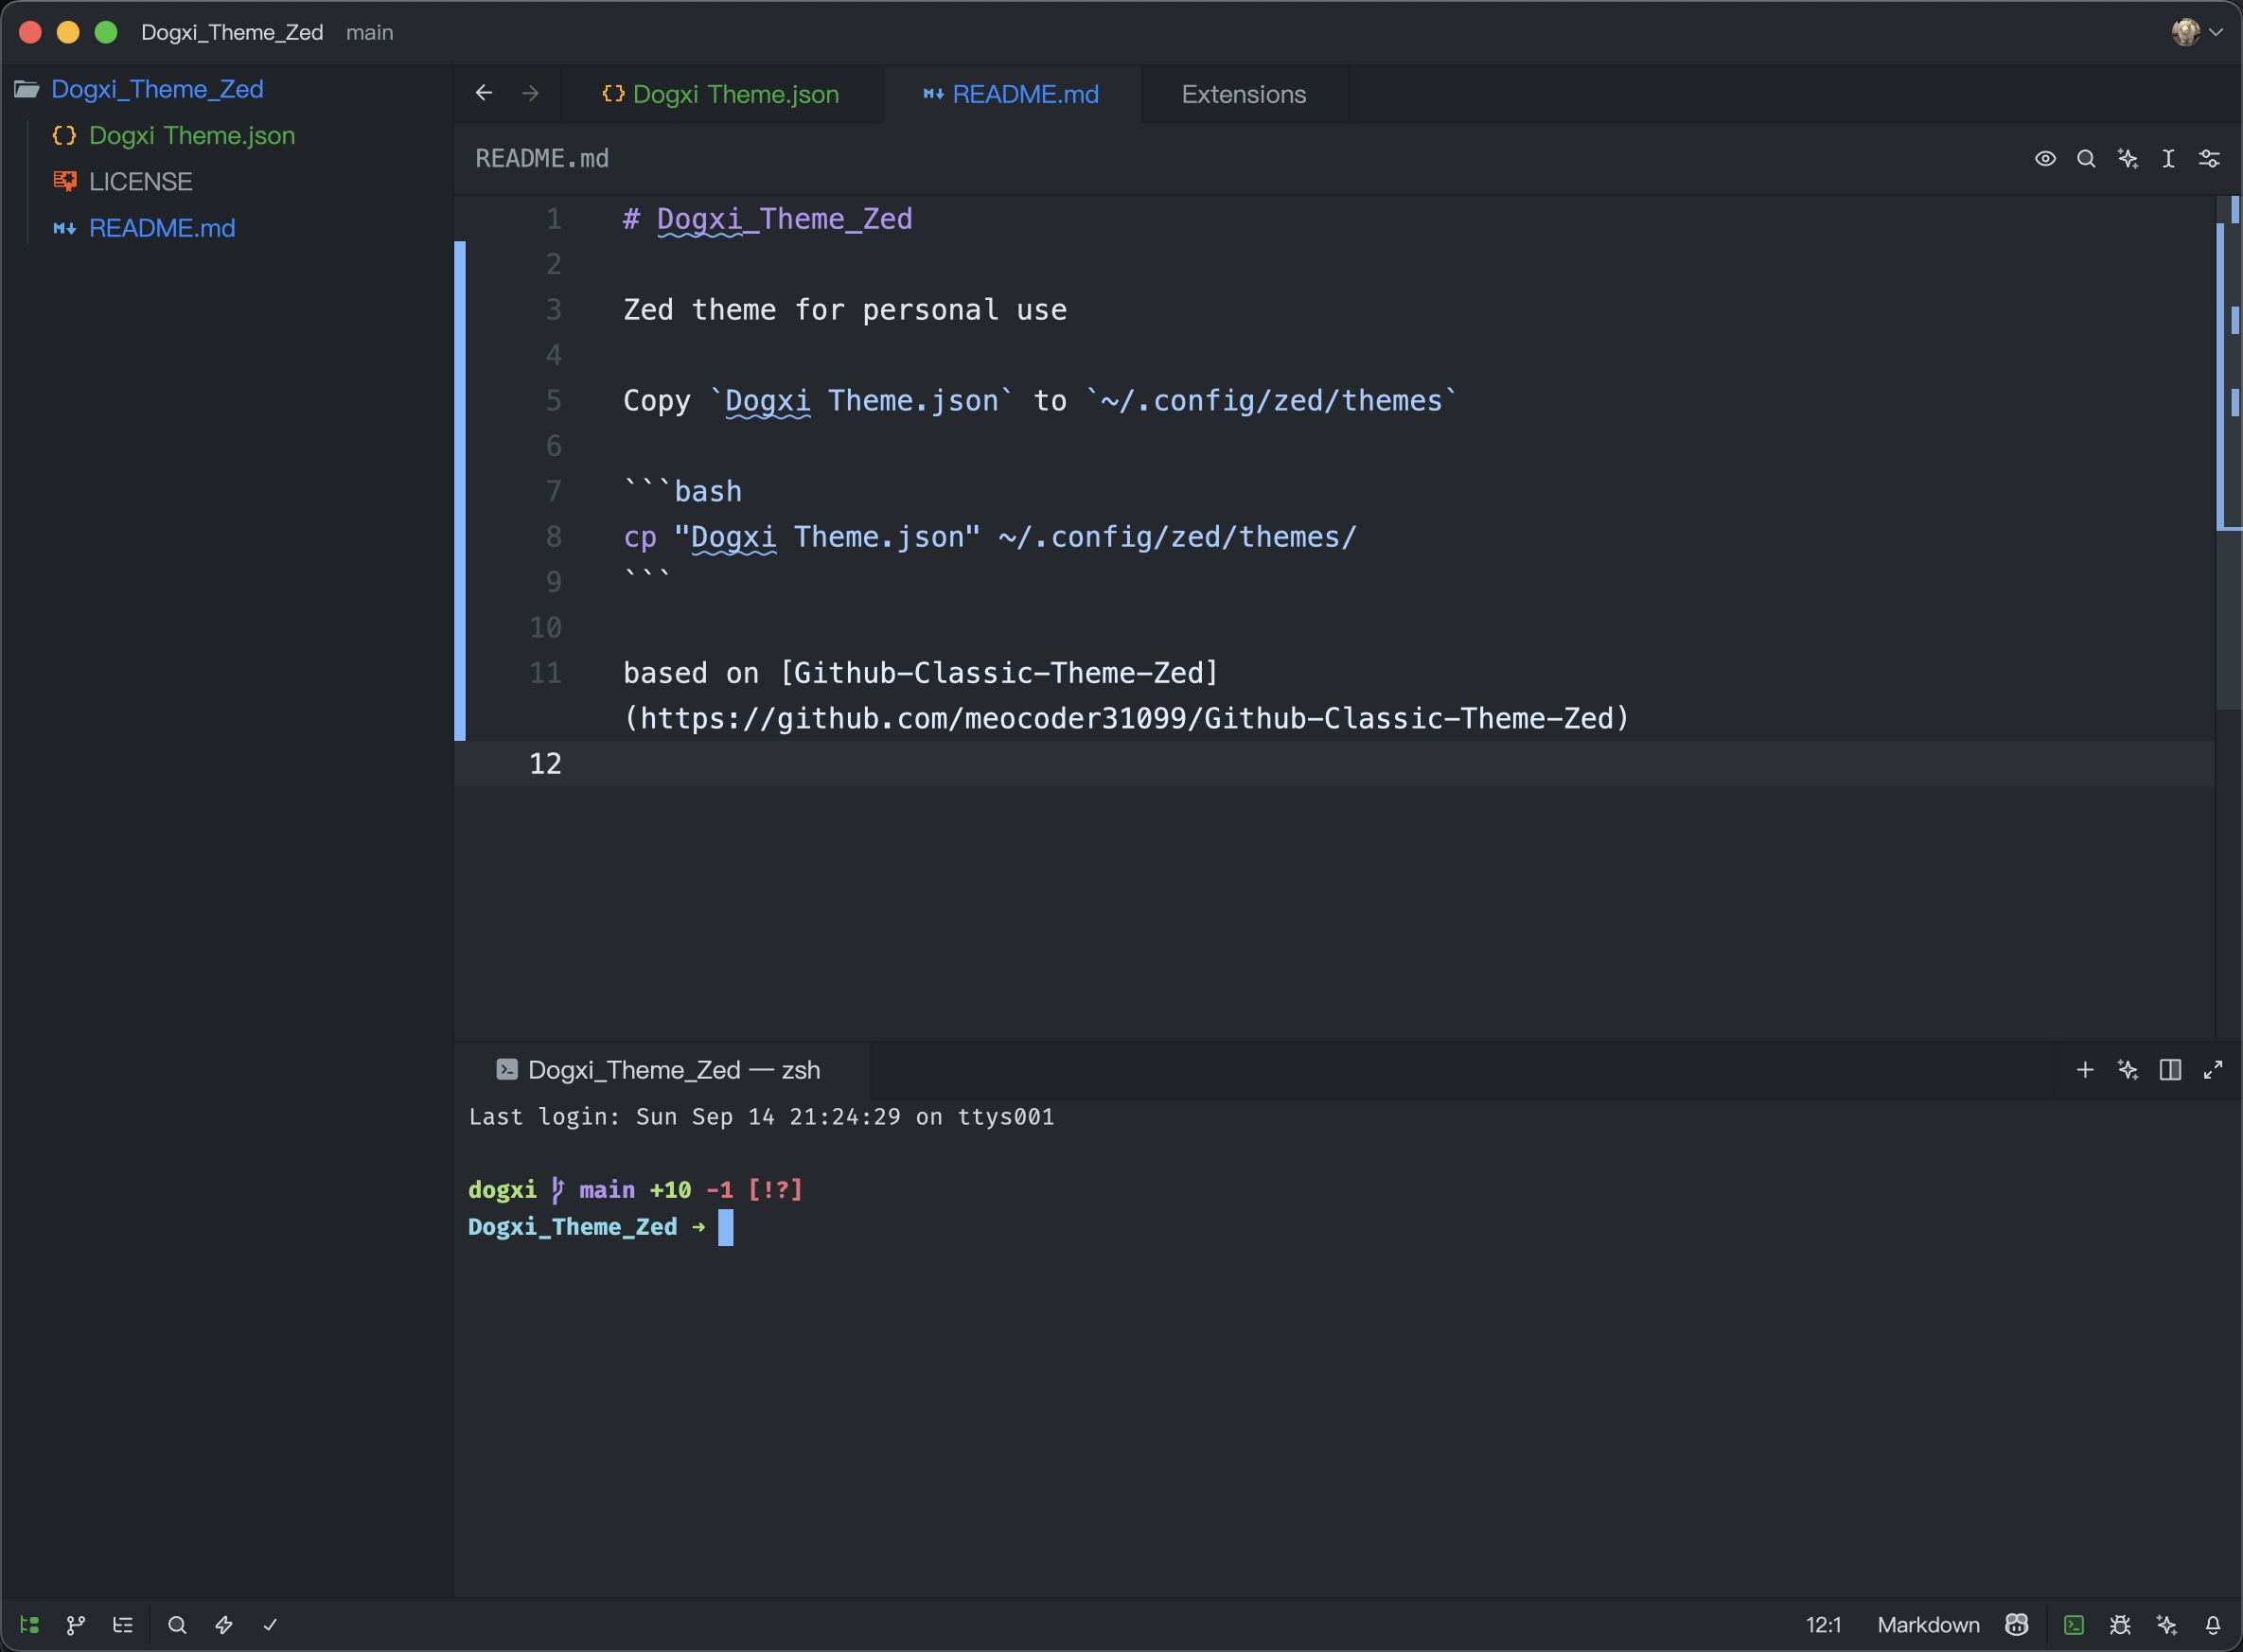 Dogxi_Theme_Zed main
Dogxi_Theme_Zed
Dogxi Theme.json
LICENSE
README.md
Dogxi Theme.json
README.md
Extensions
README.md
1 # Dogxi_Theme_Zed
2
3 Zed theme for personal use
4
5 Copy `Dogxi Theme.json` to `~/.config/zed/themes`
6
7 ```bash
8 cp "Dogxi Theme.json" ~/.config/zed/themes/
9 ```
10
11 based on [Github-Classic-Theme-Zed]
(https://github.com/meocoder31099/Github-Classic-Theme-Zed)
12
Dogxi_Theme_Zed — zsh
Last login: Sun Sep 14 21:24:29 on ttys001
dogxi main +10 -1 [!?]
Dogxi_Theme_Zed →
12:1 Markdown